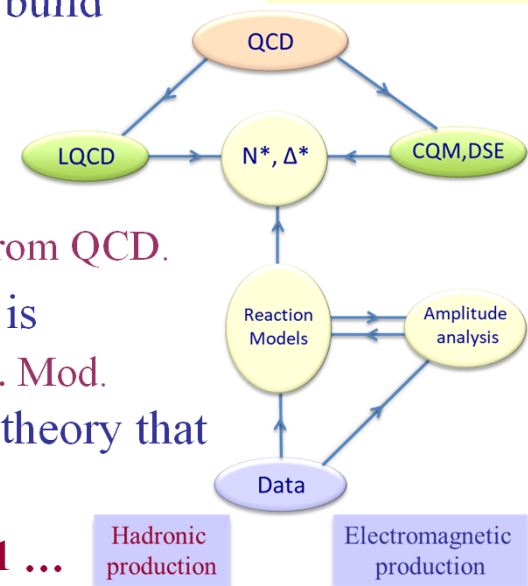 build
QCD
LQCD
N*, Δ*
CQM,DSE
from QCD.
is
Reaction
Models
Amplitude
analysis
. Mod.
theory that
Data
...
Hadronic
production
Electromagnetic
production